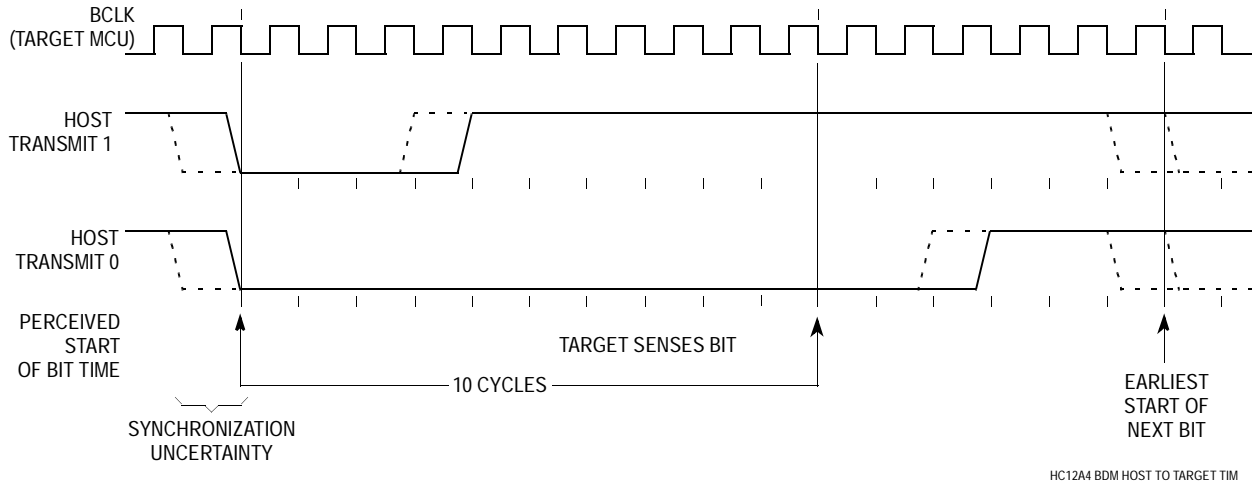 BCLK
(TARGET MCU)
HOST
TRANSMIT 1
HOST
TRANSMIT 0
PERCEIVED
START
OF BIT TIME
TARGET SENSES BIT
10 CYCLES
SYNCHRONIZATION
UNCERTAINTY
EARLIEST
START OF
NEXT BIT
HC12A4 BDM HOST TO TARGET TIM